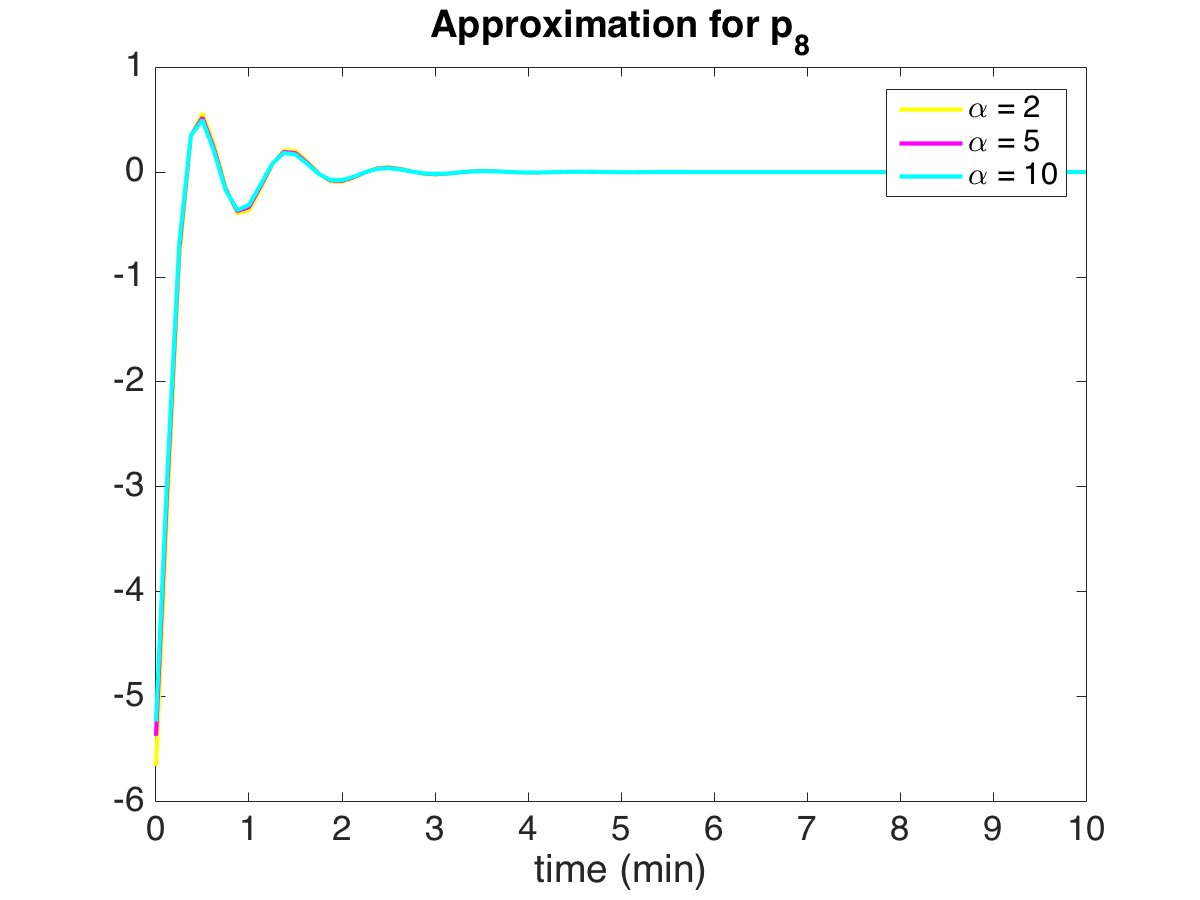 Approximation for p8
1
0
-1
-2
-3
-4
-5
-6
α = 2
α = 5
α = 10
0 1 2 3 4 5 6 7 8 9 10
time (min)